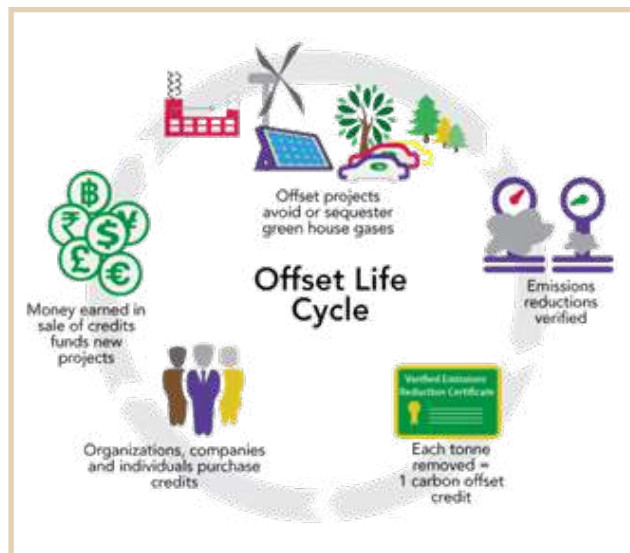 Offset projects
avoid or sequester
green house gases
Offset Life
Cycle
Emissions
reductions
verified
Verified Emissions
Reduction Certificate
Each tonne
removed =
1 carbon offset
credit
Organizations, companies
and individuals purchase
credits
฿
₹
$
¥
£
€
Money earned in
sale of credits
funds new
projects